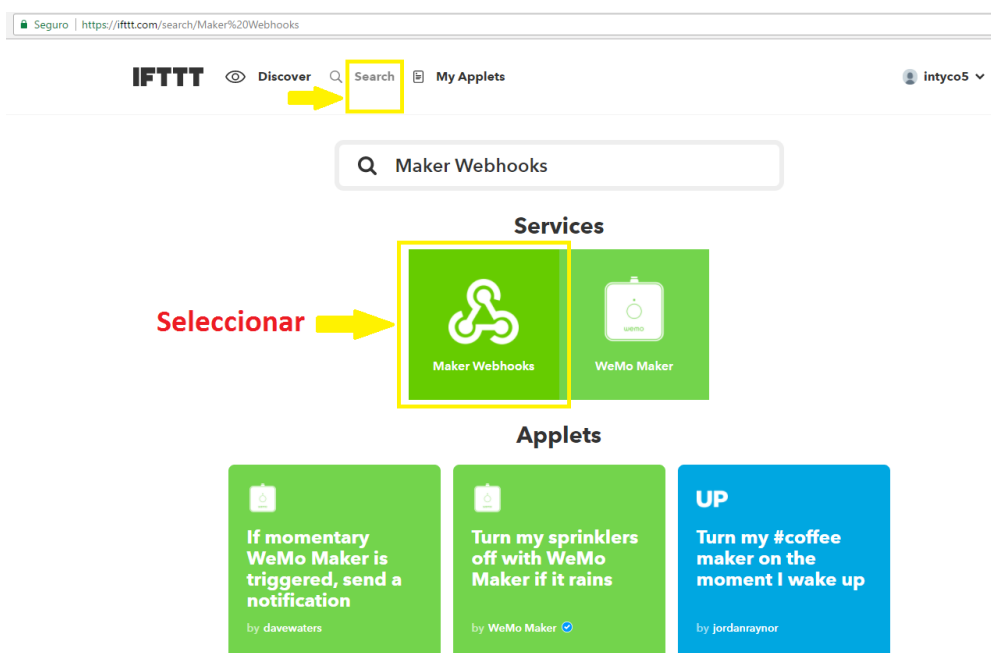 Seguro | https://ifttt.com/search/Maker%20Webhooks
IFTTT Discover Search My Applets intyco5
Maker Webhooks
Services
Seleccionar
wemo
Maker Webhooks WeMo Maker
Applets
If momentary
WeMo Maker is
triggered, send a
notification
by davewaters
Turn my sprinklers
off with WeMo
Maker if it rains
by WeMo Maker
UP
Turn my #coffee
maker on the
moment I wake up
by jordanraynor